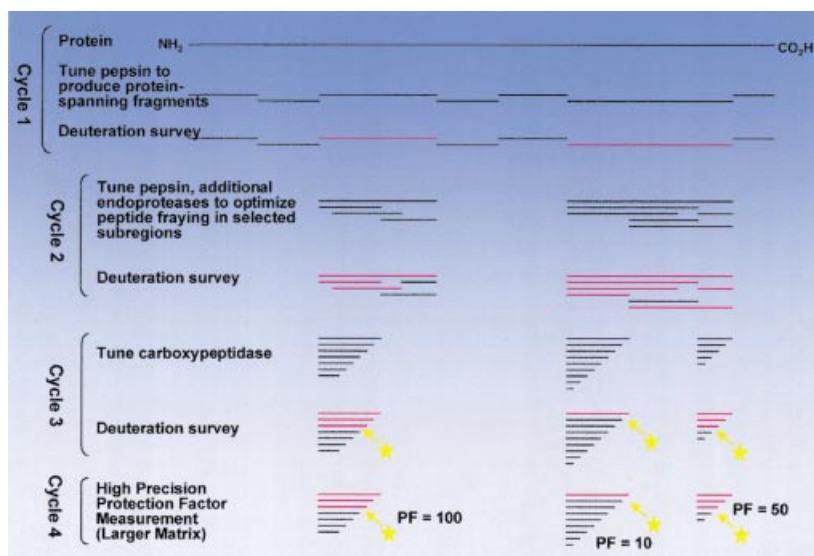 Cycle 1
Protein
NH2
CO2H
Tune pepsin to
produce protein-
spanning fragments
Deuteration survey
Cycle 2
Tune pepsin, additional
endoproteases to optimize
peptide fraying in selected
subregions
Deuteration survey
Cycle 3
Tune carboxypeptidase
Deuteration survey
Cycle 4
High Precision
Protection Factor
Measurement
(Larger Matrix)
PF = 100
PF = 10
PF = 50